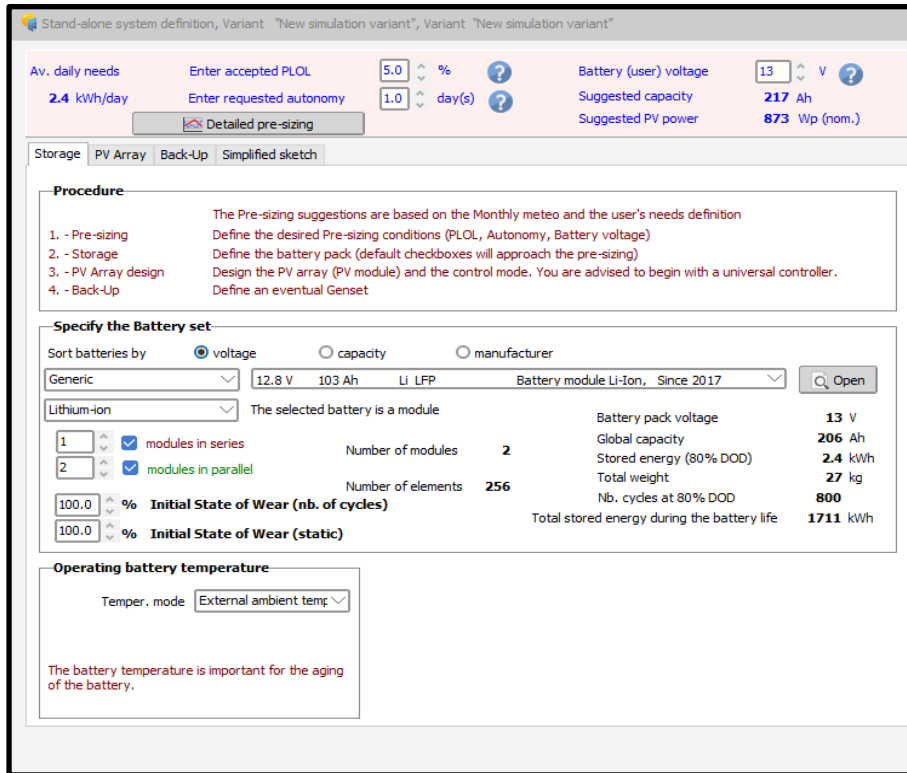 Stand-alone system definition, Variant "New simulation variant", Variant "New simulation variant"
Av. daily needs Enter accepted PLOL 5.0 % ? Battery (user) voltage 13 V ?
2.4 kWh/day Enter requested autonomy 1.0 day(s) ? Suggested capacity 217 Ah
Detailed pre-sizing Suggested PV power 873 Wp (nom.)
Storage PV Array Back-Up Simplified sketch
Procedure
The Pre-sizing suggestions are based on the Monthly meteo and the user's needs definition
1. - Pre-sizing Define the desired Pre-sizing conditions (PLOL, Autonomy, Battery voltage)
2. - Storage Define the battery pack (default checkboxes will approach the pre-sizing)
3. - PV Array design Design the PV array (PV module) and the control mode. You are advised to begin with a universal controller.
4. - Back-Up Define an eventual Genset
Specify the Battery set
Sort batteries by voltage capacity manufacturer
Generic 12.8 V 103 Ah Li LFP Battery module Li-Ion, Since 2017 Open
Lithium-ion The selected battery is a module
1 modules in series
2 modules in parallel
Number of modules 2
Number of elements 256
100.0 % Initial State of Wear (nb. of cycles)
100.0 % Initial State of Wear (static)
Battery pack voltage 13 V
Global capacity 206 Ah
Stored energy (80% DOD) 2.4 kWh
Total weight 27 kg
Nb. cycles at 80% DOD 800
Total stored energy during the battery life 1711 kWh
Operating battery temperature
Temper. mode External ambient temp
The battery temperature is important for the aging
of the battery.